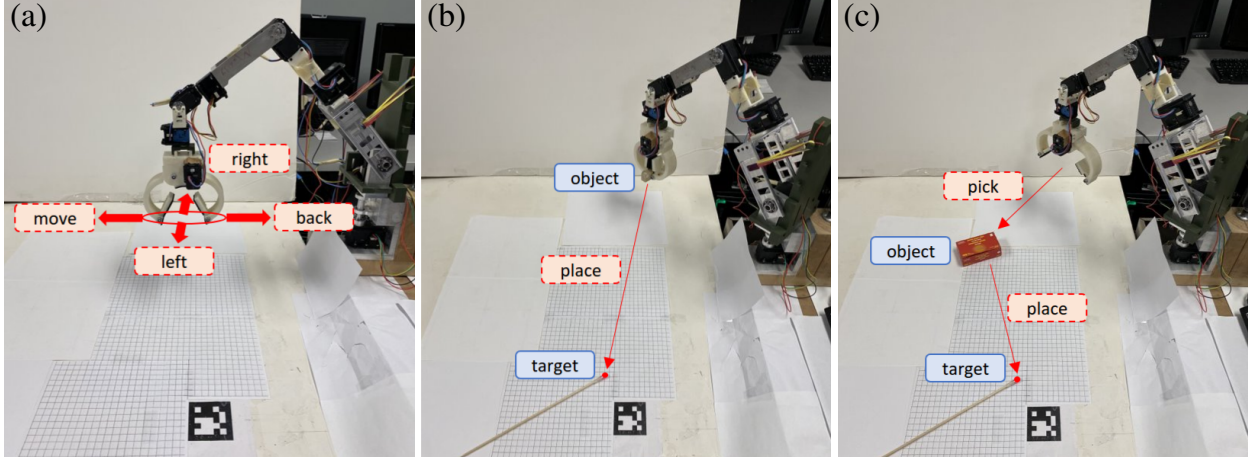 (a)
right
move
back
left
(b)
object
place
target
(c)
pick
object
place
target